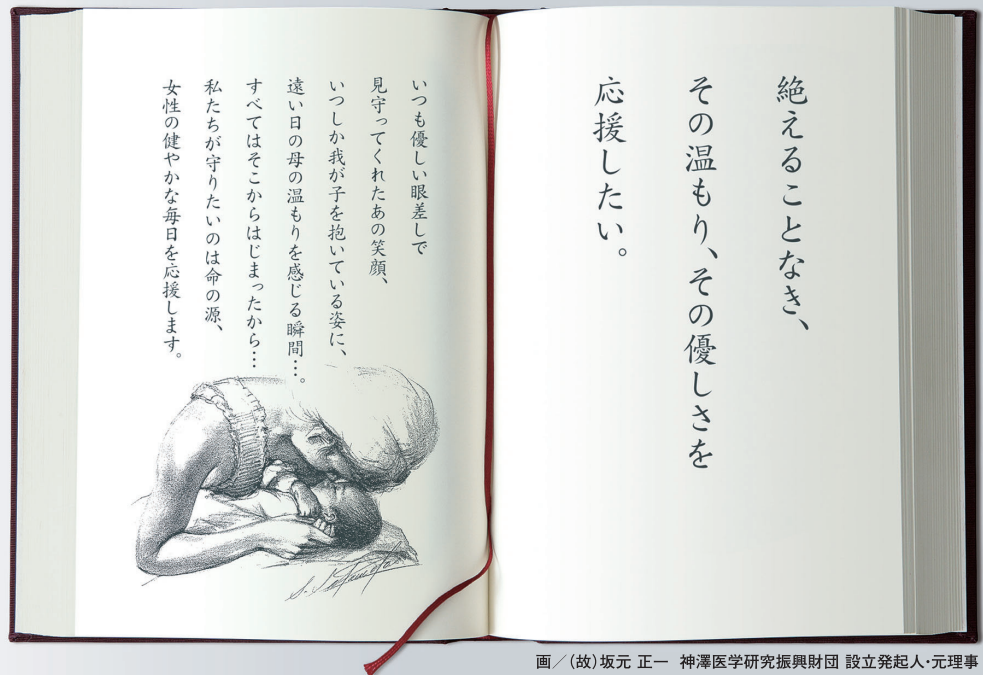 絶えることなき、
その温もり、その優しさを
応援したい。
いつも優しい眼差しで
見守ってくれたあの笑顔、
いつしか我が子を抱いている姿に、
遠い日の母の温もりを感じる瞬間…。
すべてはそこからはじまったから…
私たちが守りたいのは命の源、
女性の健やかな毎日を応援します。
画／（故）坂元 正一 神澤医学研究振興財団 設立発起人・元理事